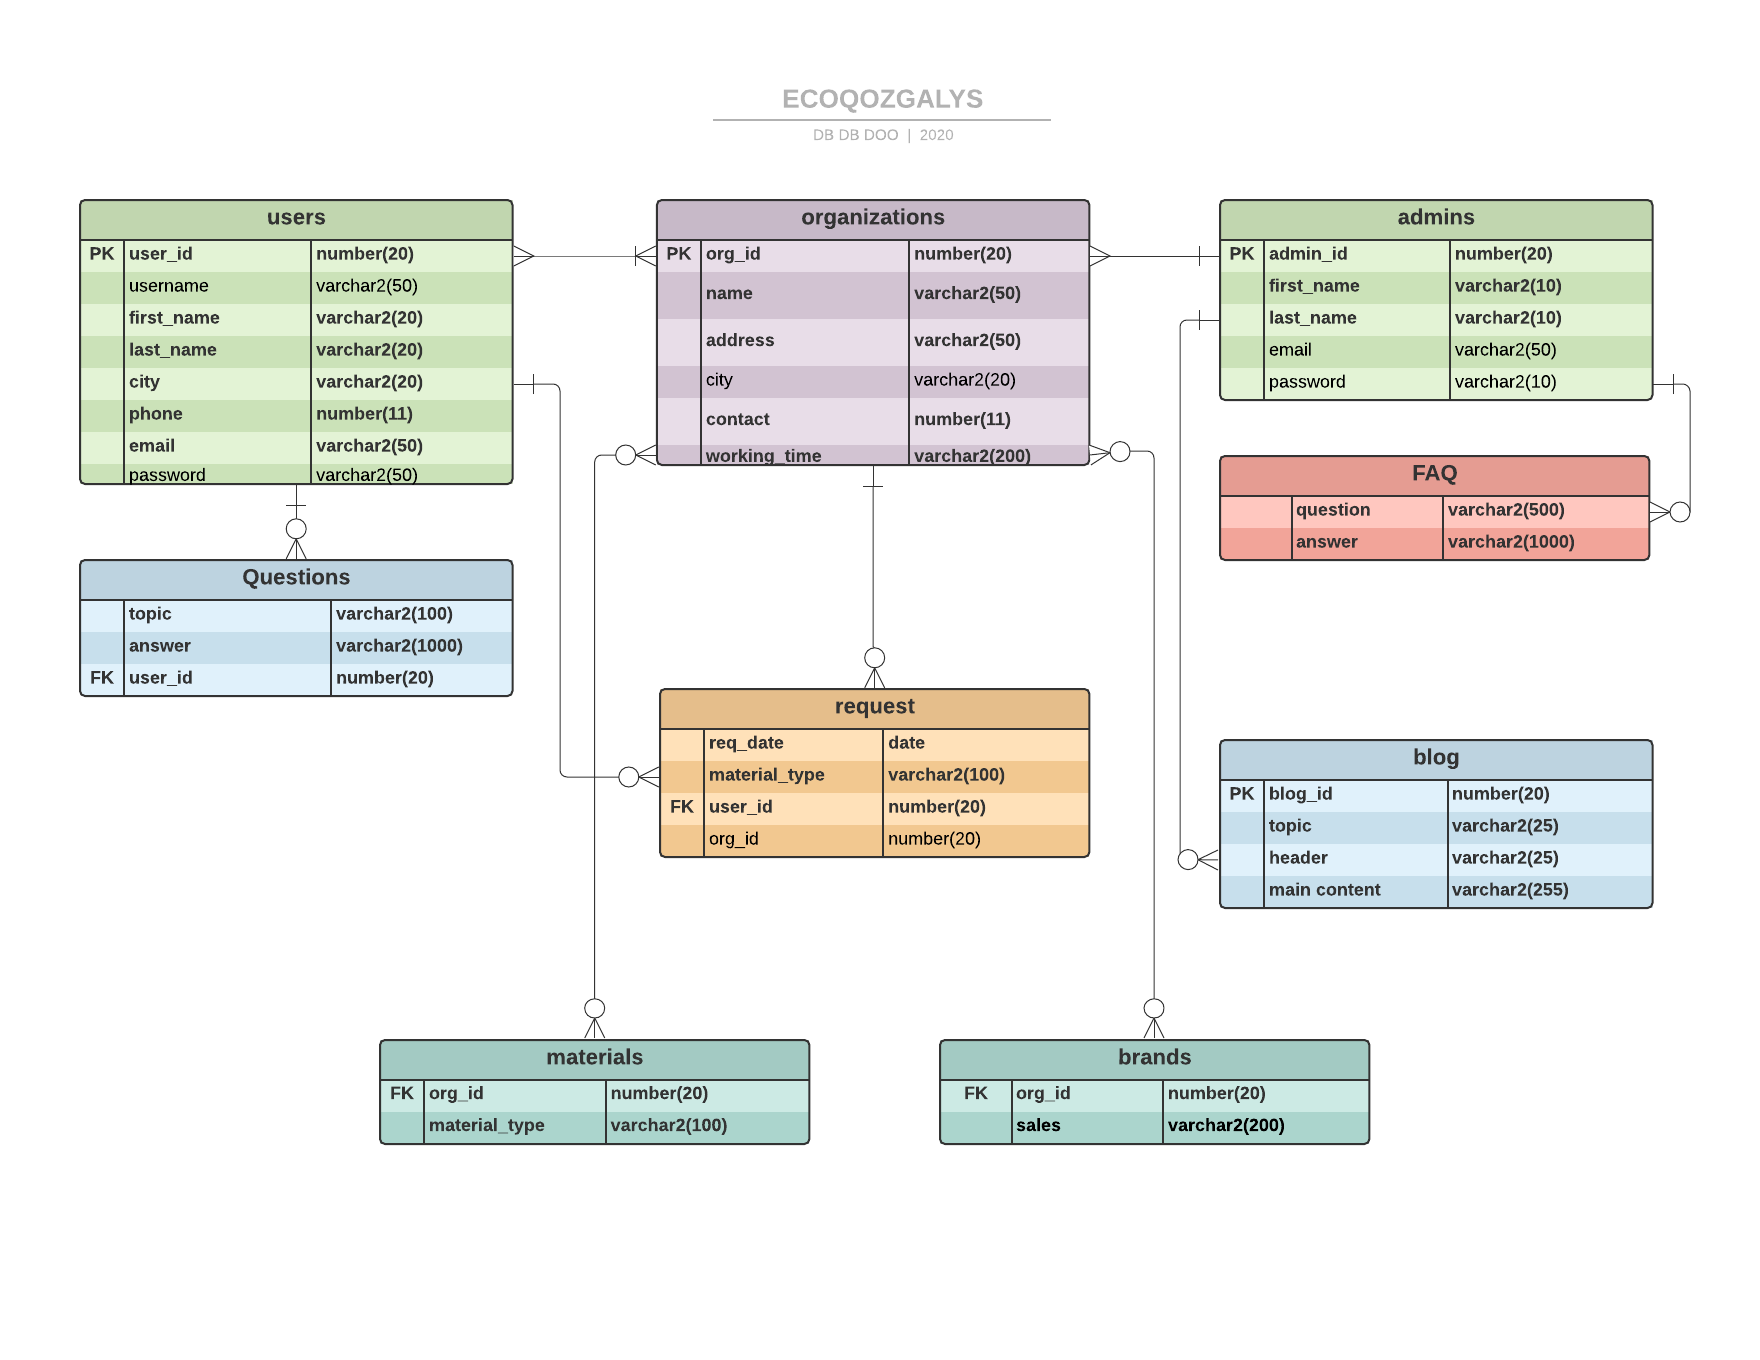 ECOQOZGALYS
DB DB DOO | 2020
users
PK user_id number(20)
username varchar2(50)
first_name varchar2(20)
last_name varchar2(20)
city varchar2(20)
phone number(11)
email varchar2(50)
password varchar2(50)
organizations
PK org_id number(20)
name varchar2(50)
address varchar2(50)
city varchar2(20)
contact number(11)
working_time varchar2(200)
admins
PK admin_id number(20)
first_name varchar2(10)
last_name varchar2(10)
email varchar2(50)
password varchar2(10)
FAQ
question varchar2(500)
answer varchar2(1000)
Questions
topic varchar2(100)
answer varchar2(1000)
FK user_id number(20)
request
req_date date
material_type varchar2(100)
FK user_id number(20)
org_id number(20)
blog
PK blog_id number(20)
topic varchar2(25)
header varchar2(25)
main content varchar2(255)
materials
FK org_id number(20)
material_type varchar2(100)
brands
FK org_id number(20)
sales varchar2(200)